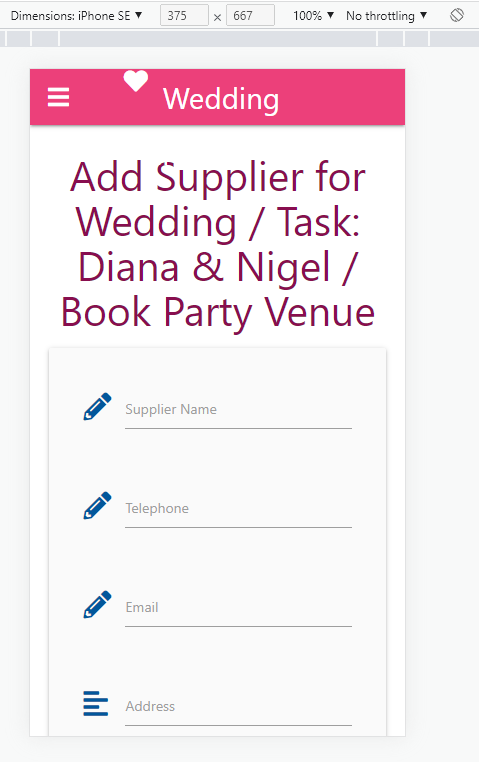 Dimensions: iPhone SE 375 × 667 100% No throttling
Wedding
Add Supplier for
Wedding / Task:
Diana & Nigel /
Book Party Venue
Supplier Name
Telephone
Email
Address